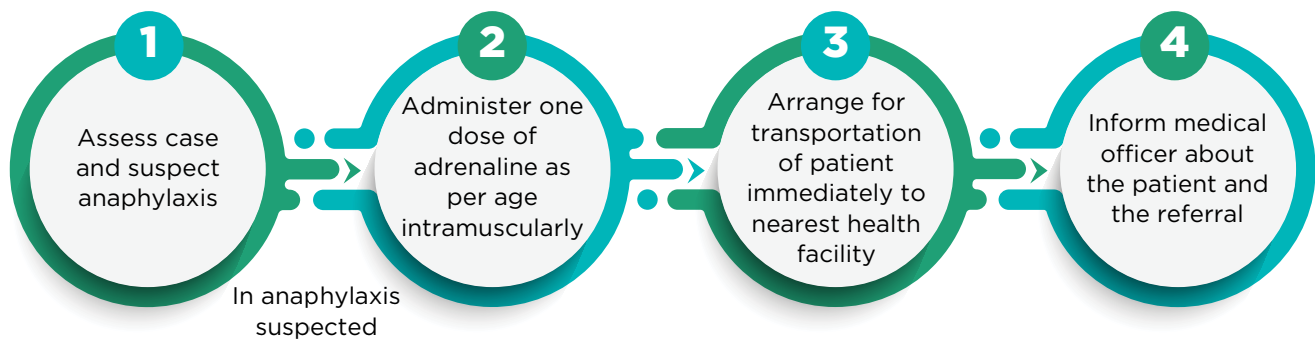 1
Assess case
and suspect
anaphylaxis
In anaphylaxis
suspected
2
Administer one
dose of
adrenaline as
per age
intramuscularly
3
Arrange for
transportation
of patient
immediately to
nearest health
facility
4
Inform medical
officer about
the patient and
the referral